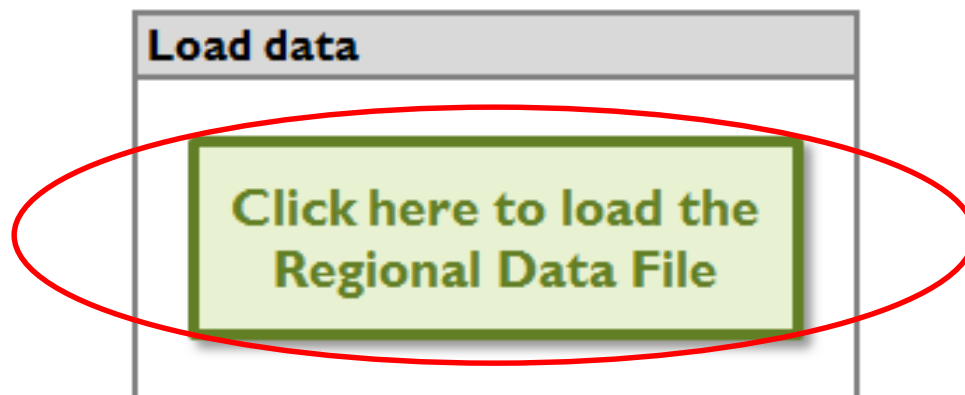 Load data
Click here to load the
Regional Data File